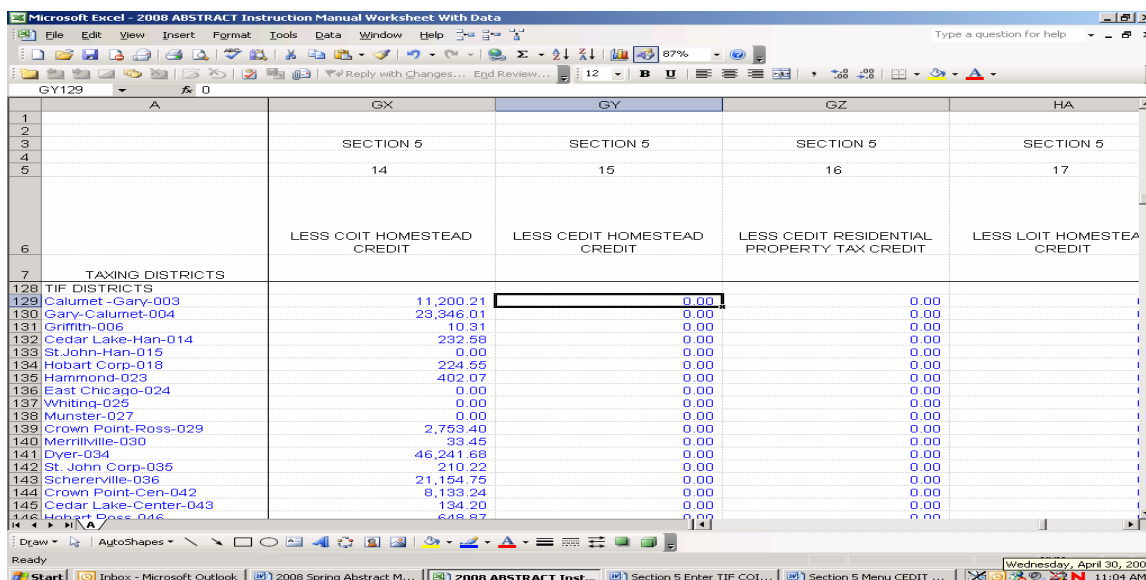 Microsoft Excel - 2008 ABSTRACT Instruction Manual Worksheet With Data
File Edit View Insert Format Tools Data Window Help Type a question for help
87%
Reply with Changes... End Review... 12 B U
GY129 fx 0
A GX GY GZ HA
1
2
3 SECTION 5 SECTION 5 SECTION 5 SECTION 5
4
5 14 15 16 17
LESS COIT HOMESTEAD LESS CEDIT HOMESTEAD LESS CEDIT RESIDENTIAL LESS LOIT HOMESTEA
6 CREDIT CREDIT PROPERTY TAX CREDIT CREDIT
7 TAXING DISTRICTS
128 TIF DISTRICTS
129 Calumet -Gary-003 11,200.21 0.00 0.00
130 Gary-Calumet-004 23,346.01 0.00 0.00
131 Griffith-006 10.31 0.00 0.00
132 Cedar Lake-Han-014 232.58 0.00 0.00
133 St.John-Han-015 0.00 0.00 0.00
134 Hobart Corp-018 224.55 0.00 0.00
135 Hammond-023 402.07 0.00 0.00
136 East Chicago-024 0.00 0.00 0.00
137 Whiting-025 0.00 0.00 0.00
138 Munster-027 0.00 0.00 0.00
139 Crown Point-Ross-029 2,753.40 0.00 0.00
140 Merrillville-030 33.45 0.00 0.00
141 Dyer-034 46,241.68 0.00 0.00
142 St. John Corp-035 210.22 0.00 0.00
143 Schererville-036 21,154.75 0.00 0.00
144 Crown Point-Cen-042 8,133.24 0.00 0.00
145 Cedar Lake-Center-043 134.20 0.00 0.00
146 Hobart Ross-046 648.87 0.00 0.00
A
Draw AutoShapes
Ready
Wednesday, April 30, 200
Start Inbox - Microsoft Outlook 2008 Spring Abstract M... 2008 ABSTRACT Inst... Section 5 Enter TIF COI... Section 5 Menu CEDIT ... 11:04